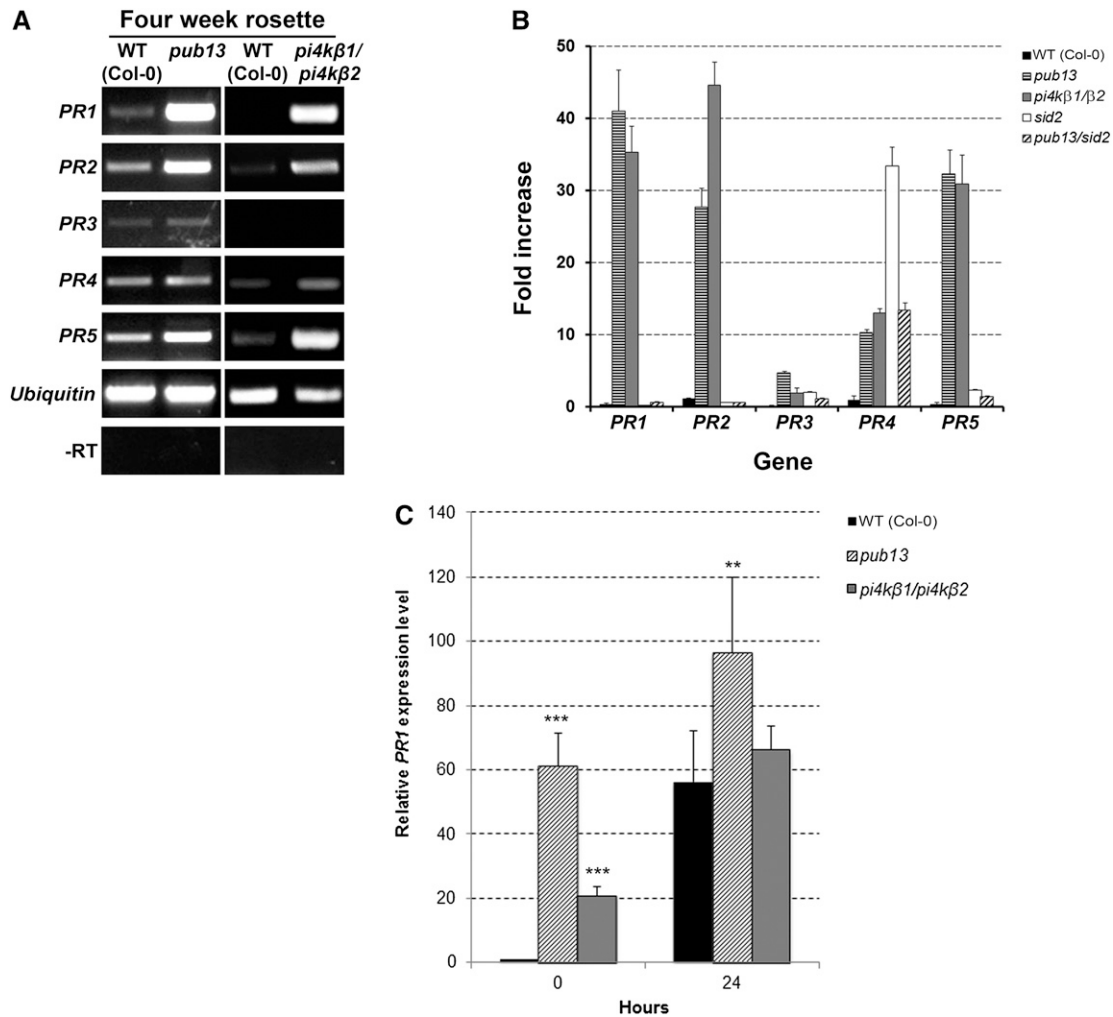 A
Four week rosette
WT (Col-0) pub13 WT (Col-0) pi4kβ1/ pi4kβ2
PR1
PR2
PR3
PR4
PR5
Ubiquitin
-RT
B
Fold increase
50
40
30
20
10
0
PR1 PR2 PR3 PR4 PR5
Gene
WT (Col-0)
pub13
pi4kβ1/β2
sid2
pub13/sid2
C
Relative PR1 expression level
140
120
100
80
60
40
20
0
***
***
**
0 24
Hours
WT (Col-0)
pub13
pi4kβ1/pi4kβ2